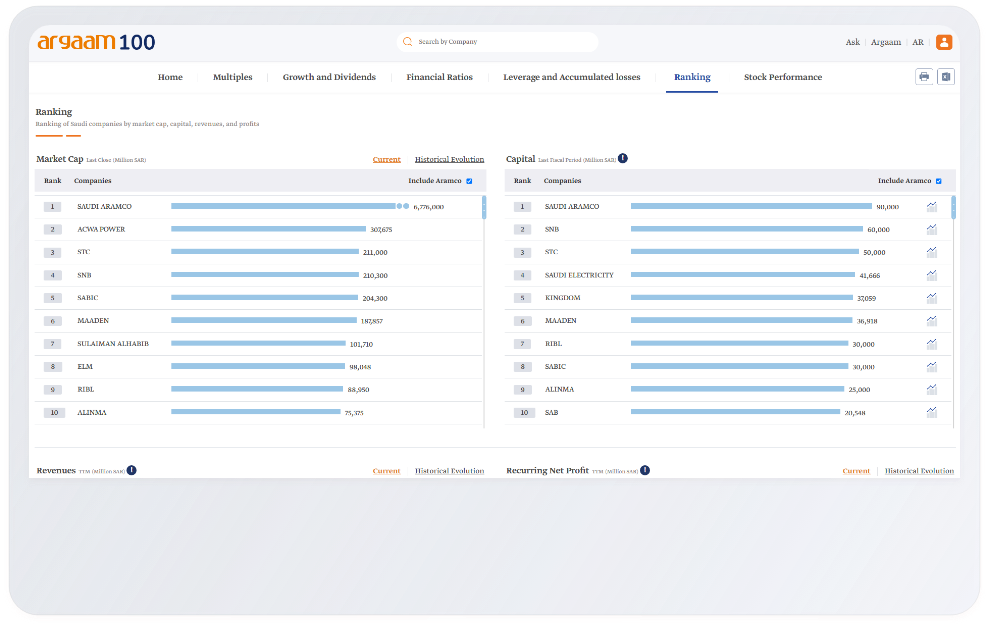 argaam 100
Search by Company
Ask Argaam AR
Home Multiples Growth and Dividends Financial Ratios Leverage and Accumulated losses Ranking Stock Performance
Ranking
Ranking of Saudi companies by market cap, capital, revenues, and profits
Market Cap Last Close (Million SAR) Current Historical Evolution
Rank Companies Include Aramco
1 SAUDI ARAMCO 6,776,000
2 ACWA POWER 307,675
3 STC 211,000
4 SNB 210,300
5 SABIC 204,300
6 MAADEN 187,857
7 SULAIMAN ALHABIB 101,710
8 ELM 98,048
9 RIBL 88,950
10 ALINMA 75,375
Capital Last Fiscal Period (Million SAR) !
Rank Companies Include Aramco
1 SAUDI ARAMCO 90,000
2 SNB 60,000
3 STC 50,000
4 SAUDI ELECTRICITY 41,666
5 KINGDOM 37,059
6 MAADEN 36,918
7 RIBL 30,000
8 SABIC 30,000
9 ALINMA 25,000
10 SAB 20,548
Revenues TTM (Million SAR) ! Current Historical Evolution
Recurring Net Profit TTM (Million SAR) ! Current Historical Evolution